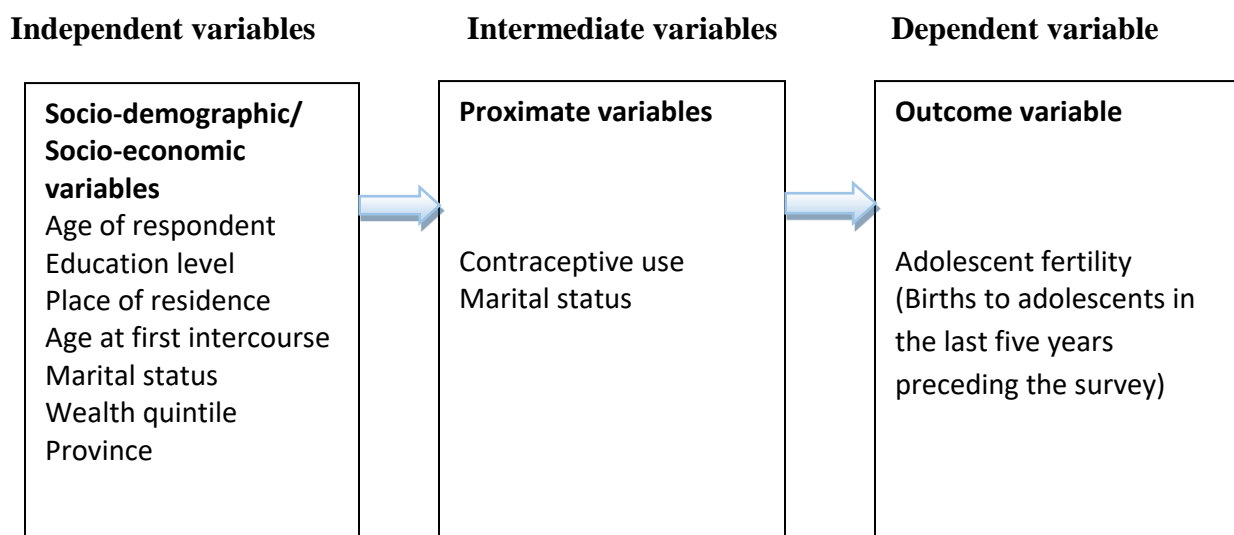 Independent variables
Intermediate variables
Dependent variable
Socio-demographic/
Socio-economic
variables
Age of respondent
Education level
Place of residence
Age at first intercourse
Marital status
Wealth quintile
Province
Proximate variables
Contraceptive use
Marital status
Outcome variable
Adolescent fertility
(Births to adolescents in
the last five years
preceding the survey)